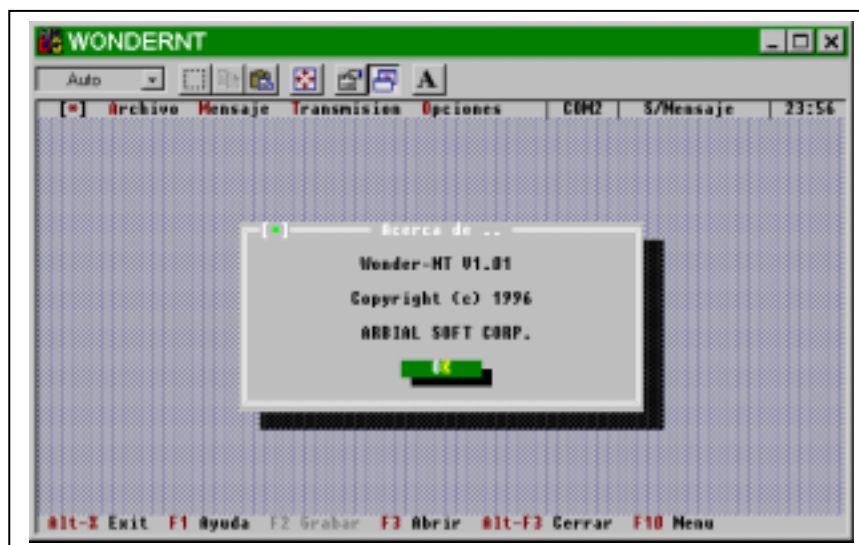 WONDERNT
Auto A
[■] Archivo Mensaje Transmision Opciones | COM2 | S/Mensaje | 23:56
[■] Acerca de ..
Wonder-NT V1.01
Copyright (c) 1996
ARBIAL SOFT CORP.
OK
Alt-X Exit F1 Ayuda F2 Grabar F3 Abrir Alt-F3 Cerrar F10 Menu